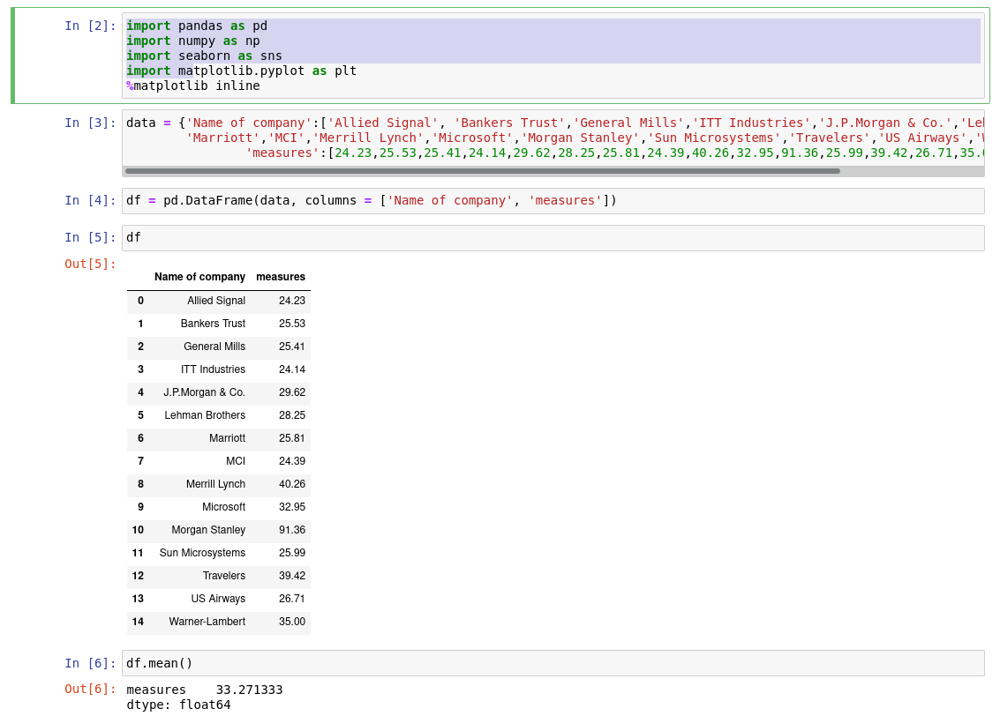 In [2]: import pandas as pd
import numpy as np
import seaborn as sns
import matplotlib.pyplot as plt
%matplotlib inline
In [3]: data = {'Name of company':['Allied Signal', 'Bankers Trust','General Mills','ITT Industries','J.P.Morgan & Co.','Leh
'Marriott','MCI','Merrill Lynch','Microsoft','Morgan Stanley','Sun Microsystems','Travelers','US Airways','W
'measures':[24.23,25.53,25.41,24.14,29.62,28.25,25.81,24.39,40.26,32.95,91.36,25.99,39.42,26.71,35.0
In [4]: df = pd.DataFrame(data, columns = ['Name of company', 'measures'])
In [5]: df
Out[5]:
Name of company measures
0 Allied Signal 24.23
1 Bankers Trust 25.53
2 General Mills 25.41
3 ITT Industries 24.14
4 J.P.Morgan & Co. 29.62
5 Lehman Brothers 28.25
6 Marriott 25.81
7 MCI 24.39
8 Merrill Lynch 40.26
9 Microsoft 32.95
10 Morgan Stanley 91.36
11 Sun Microsystems 25.99
12 Travelers 39.42
13 US Airways 26.71
14 Warner-Lambert 35.00
In [6]: df.mean()
Out[6]: measures 33.271333
dtype: float64